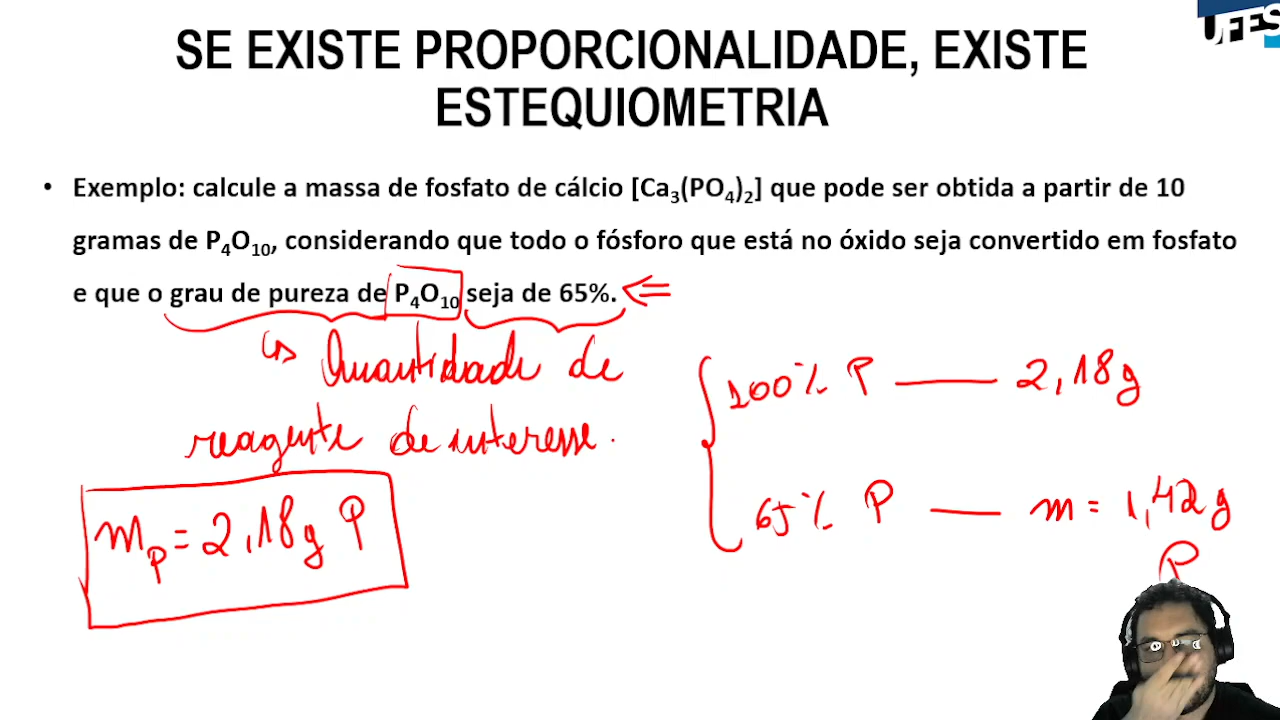 UFES
SE EXISTE PROPORCIONALIDADE, EXISTE
ESTEQUIOMETRIA
• Exemplo: calcule a massa de fosfato de cálcio [Ca₃(PO₄)₂] que pode ser obtida a partir de 10
gramas de P₄O₁₀, considerando que todo o fósforo que está no óxido seja convertido em fosfato
e que o grau de pureza de P₄O₁₀ seja de 65%. ⇐
↳ Quantidade de
reagente de interesse.
m_P = 2,18g P
100% P — 2,18g
65% P — m = 1,42g
P